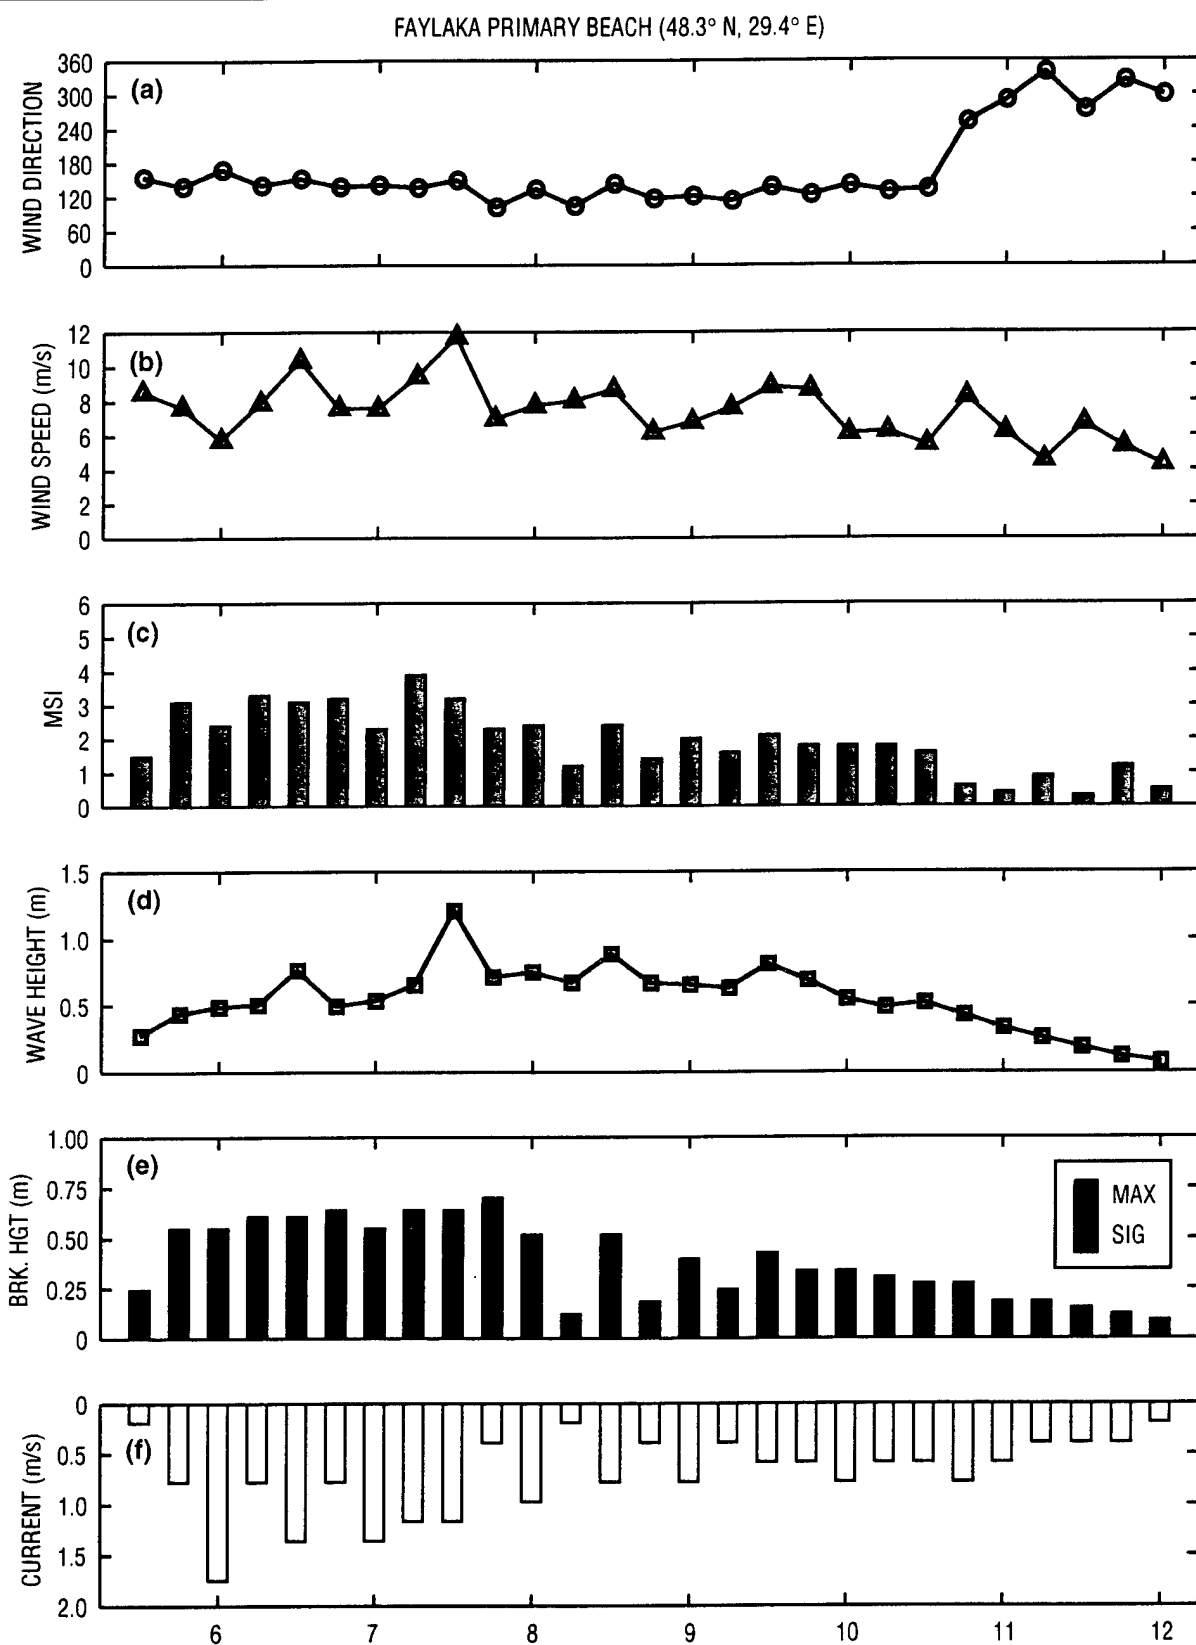 FAYLAKA PRIMARY BEACH (48.3° N, 29.4° E)
360
300
240
180
120
60
0
WIND DIRECTION
(a)
12
10
8
6
4
2
0
WIND SPEED (m/s)
(b)
6
5
4
3
2
1
0
MSI
(c)
1.5
1.0
0.5
0
WAVE HEIGHT (m)
(d)
1.00
0.75
0.50
0.25
0
BRK. HGT (m)
(e)
MAX
SIG
0
0.5
1.0
1.5
2.0
CURRENT (m/s)
(f)
6 7 8 9 10 11 12